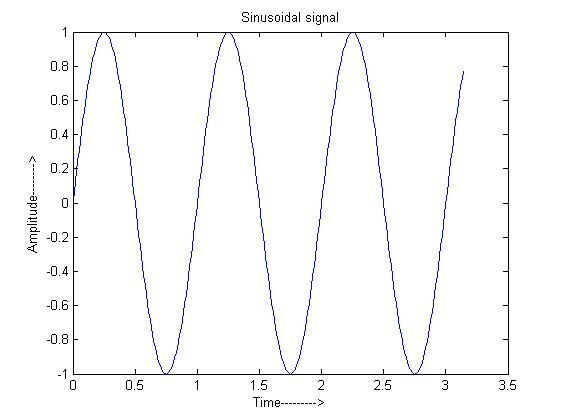 Sinusoidal signal
1
0.8
0.6
0.4
0.2
0
-0.2
-0.4
-0.6
-0.8
-1
Amplitude--------->
0 0.5 1 1.5 2 2.5 3 3.5
Time--------->